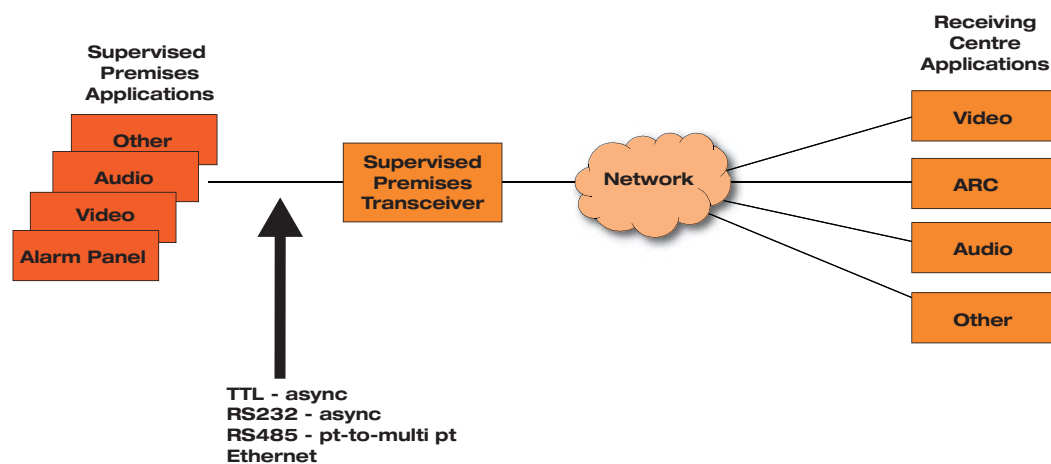 Supervised
Premises
Applications
Other
Audio
Video
Alarm Panel
Supervised
Premises
Transceiver
Network
Receiving
Centre
Applications
Video
ARC
Audio
Other
TTL - async
RS232 - async
RS485 - pt-to-multi pt
Ethernet